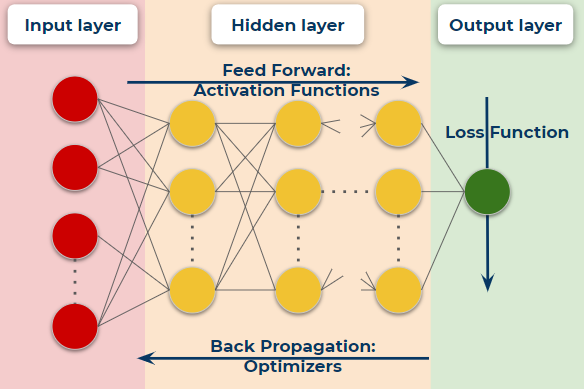 Input layer
Hidden layer
Output layer
Feed Forward:
Activation Functions
Loss Function
Back Propagation:
Optimizers